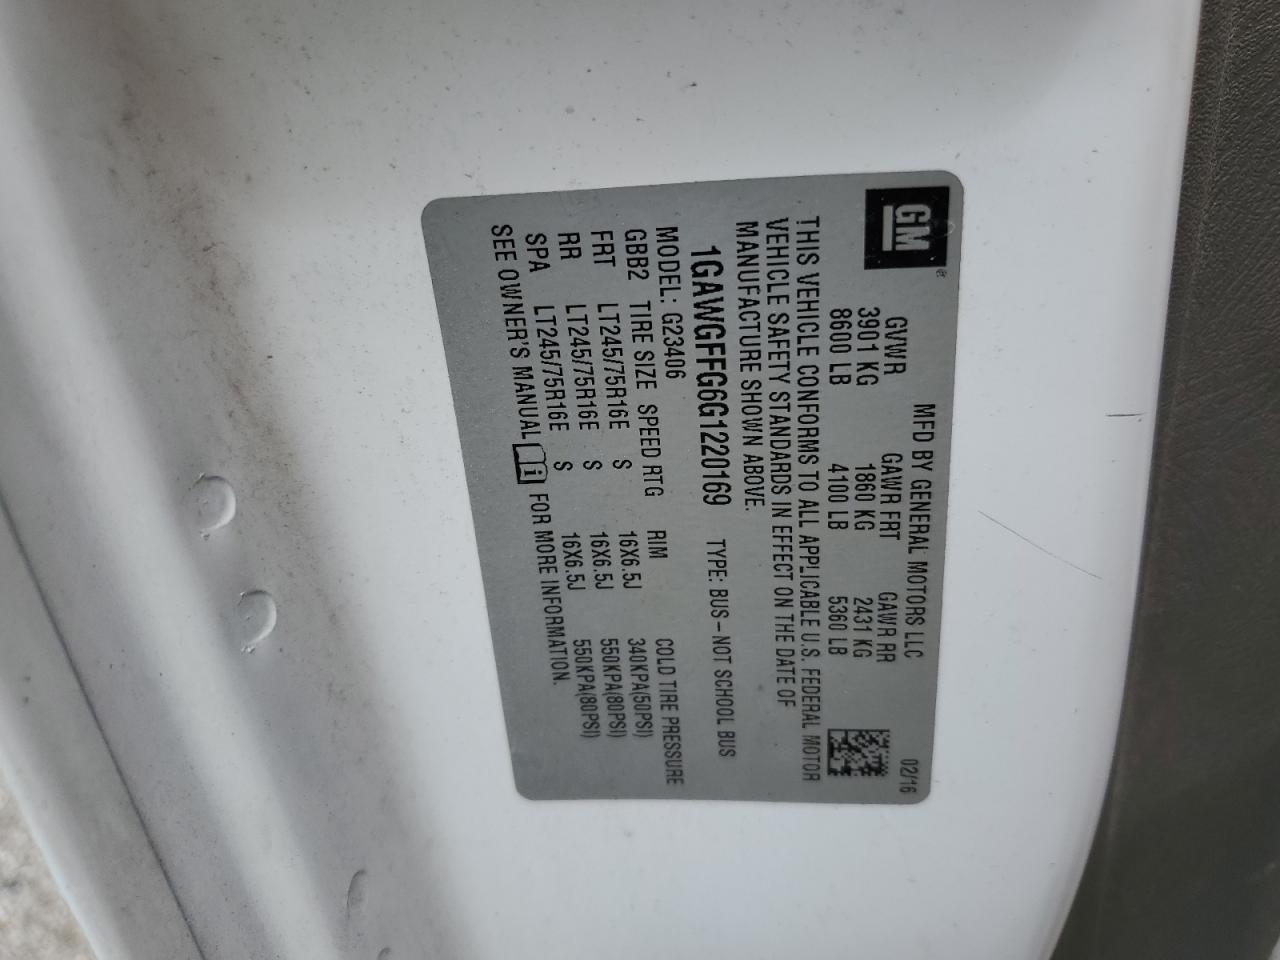 GM
MFD BY GENERAL MOTORS LLC 02/16
GVWR GAWR FRT GAWR RR
3901 KG 1860 KG 2431 KG
8600 LB 4100 LB 5360 LB
THIS VEHICLE CONFORMS TO ALL APPLICABLE U.S. FEDERAL MOTOR
VEHICLE SAFETY STANDARDS IN EFFECT ON THE DATE OF
MANUFACTURE SHOWN ABOVE.
1GAWGFFG6G1220169 TYPE: BUS – NOT SCHOOL BUS
MODEL: G23406
GBB2 TIRE SIZE SPEED RTG RIM COLD TIRE PRESSURE
FRT LT245/75R16E S 16X6.5J 340KPA(50PSI)
RR LT245/75R16E S 16X6.5J 550KPA(80PSI)
SPA LT245/75R16E S 16X6.5J 550KPA(80PSI)
SEE OWNER'S MANUAL i FOR MORE INFORMATION.